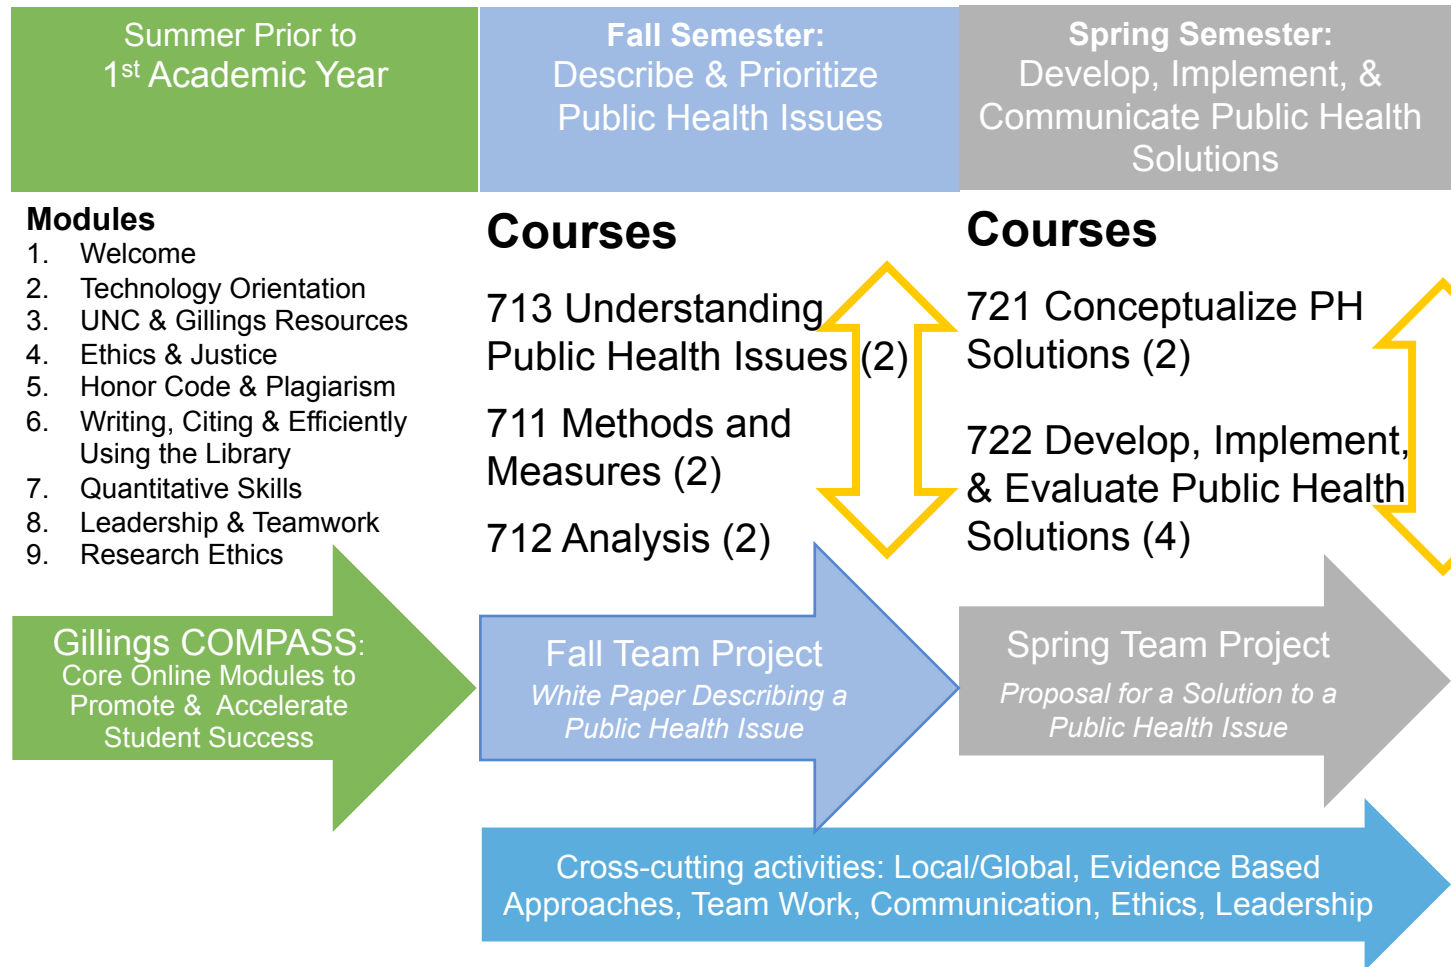 Summer Prior to
1st Academic Year
Fall Semester:
Describe & Prioritize
Public Health Issues
Spring Semester:
Develop, Implement, &
Communicate Public Health
Solutions
Modules
1. Welcome
2. Technology Orientation
3. UNC & Gillings Resources
4. Ethics & Justice
5. Honor Code & Plagiarism
6. Writing, Citing & Efficiently
Using the Library
7. Quantitative Skills
8. Leadership & Teamwork
9. Research Ethics
Courses
713 Understanding
Public Health Issues (2)
711 Methods and
Measures (2)
712 Analysis (2)
Courses
721 Conceptualize PH
Solutions (2)
722 Develop, Implement,
& Evaluate Public Health
Solutions (4)
Gillings COMPASS:
Core Online Modules to
Promote & Accelerate
Student Success
Fall Team Project
White Paper Describing a
Public Health Issue
Spring Team Project
Proposal for a Solution to a
Public Health Issue
Cross-cutting activities: Local/Global, Evidence Based
Approaches, Team Work, Communication, Ethics, Leadership